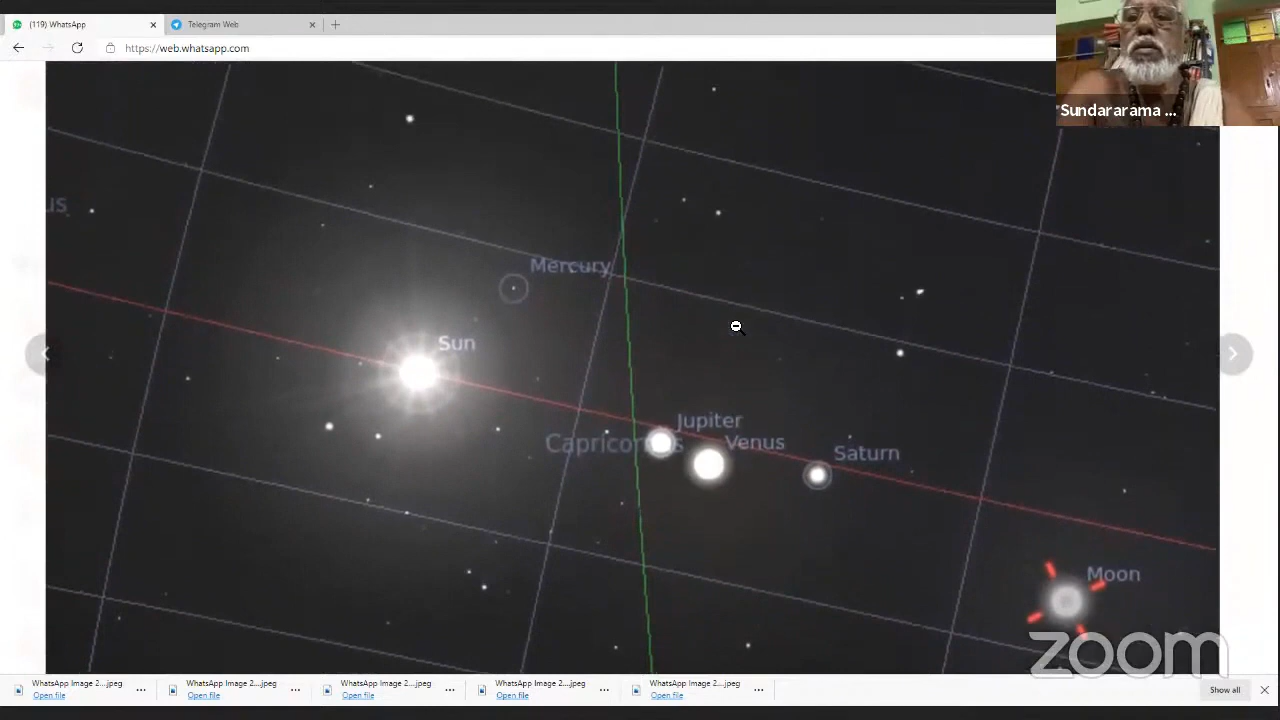 (119) WhatsApp
Telegram Web
https://web.whatsapp.com
Sundararama ...
us
Mercury
Sun
Jupiter
Capricornus
Venus
Saturn
Moon
zoom
WhatsApp Image 2....jpeg
Open file
WhatsApp Image 2....jpeg
Open file
WhatsApp Image 2....jpeg
Open file
WhatsApp Image 2....jpeg
Open file
WhatsApp Image 2....jpeg
Open file
Show all